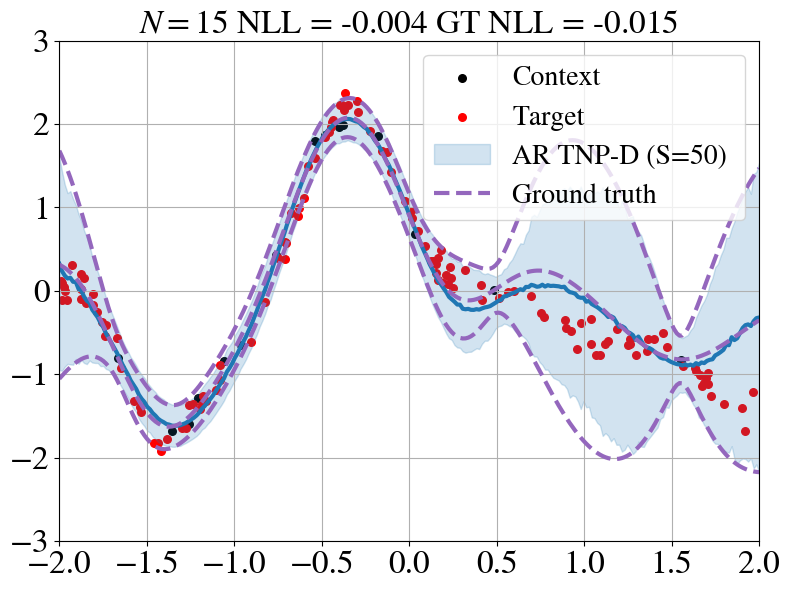 N = 15 NLL = -0.004 GT NLL = -0.015
3
2
1
0
−1
−2
−3
Context
Target
AR TNP-D (S=50)
Ground truth
−2.0 −1.5 −1.0 −0.5 0.0 0.5 1.0 1.5 2.0